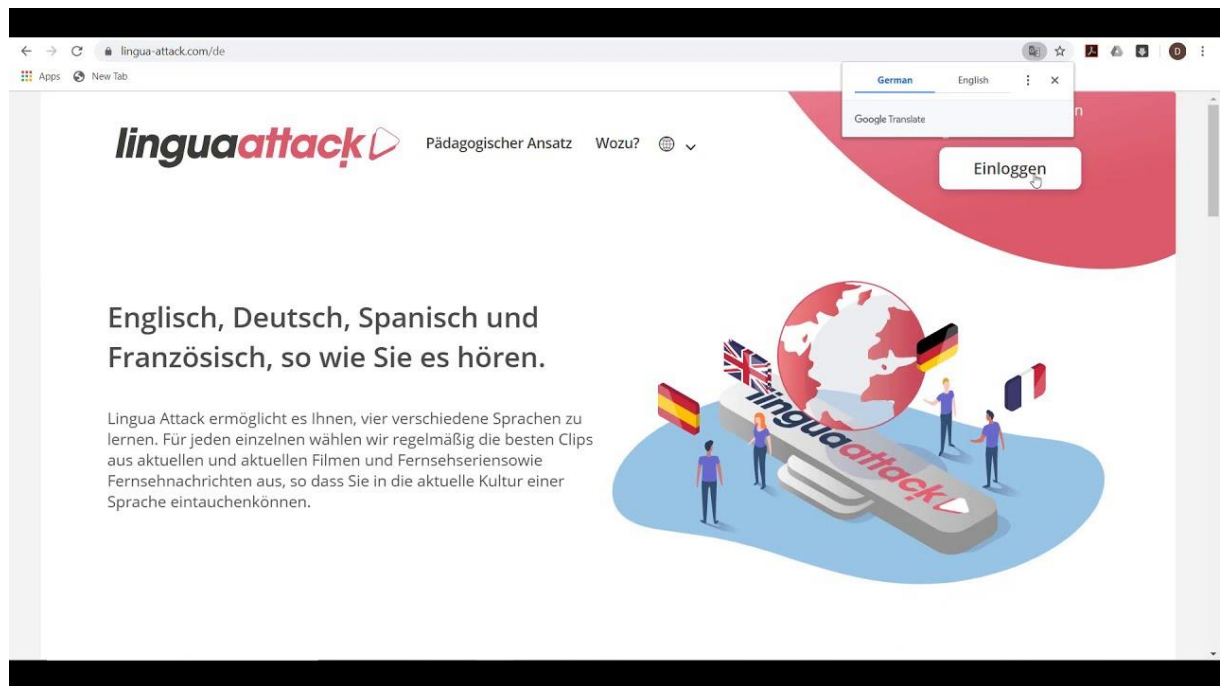 lingua-attack.com/de
D
Apps New Tab
German English
Google Translate
linguaattack
Pädagogischer Ansatz Wozu?
n
Einloggen
Englisch, Deutsch, Spanisch und
Französisch, so wie Sie es hören.
Lingua Attack ermöglicht es Ihnen, vier verschiedene Sprachen zu
lernen. Für jeden einzelnen wählen wir regelmäßig die besten Clips
aus aktuellen und aktuellen Filmen und Fernsehseriensowie
Fernsehnachrichten aus, so dass Sie in die aktuelle Kultur einer
Sprache eintauchenkönnen.
linguaattack